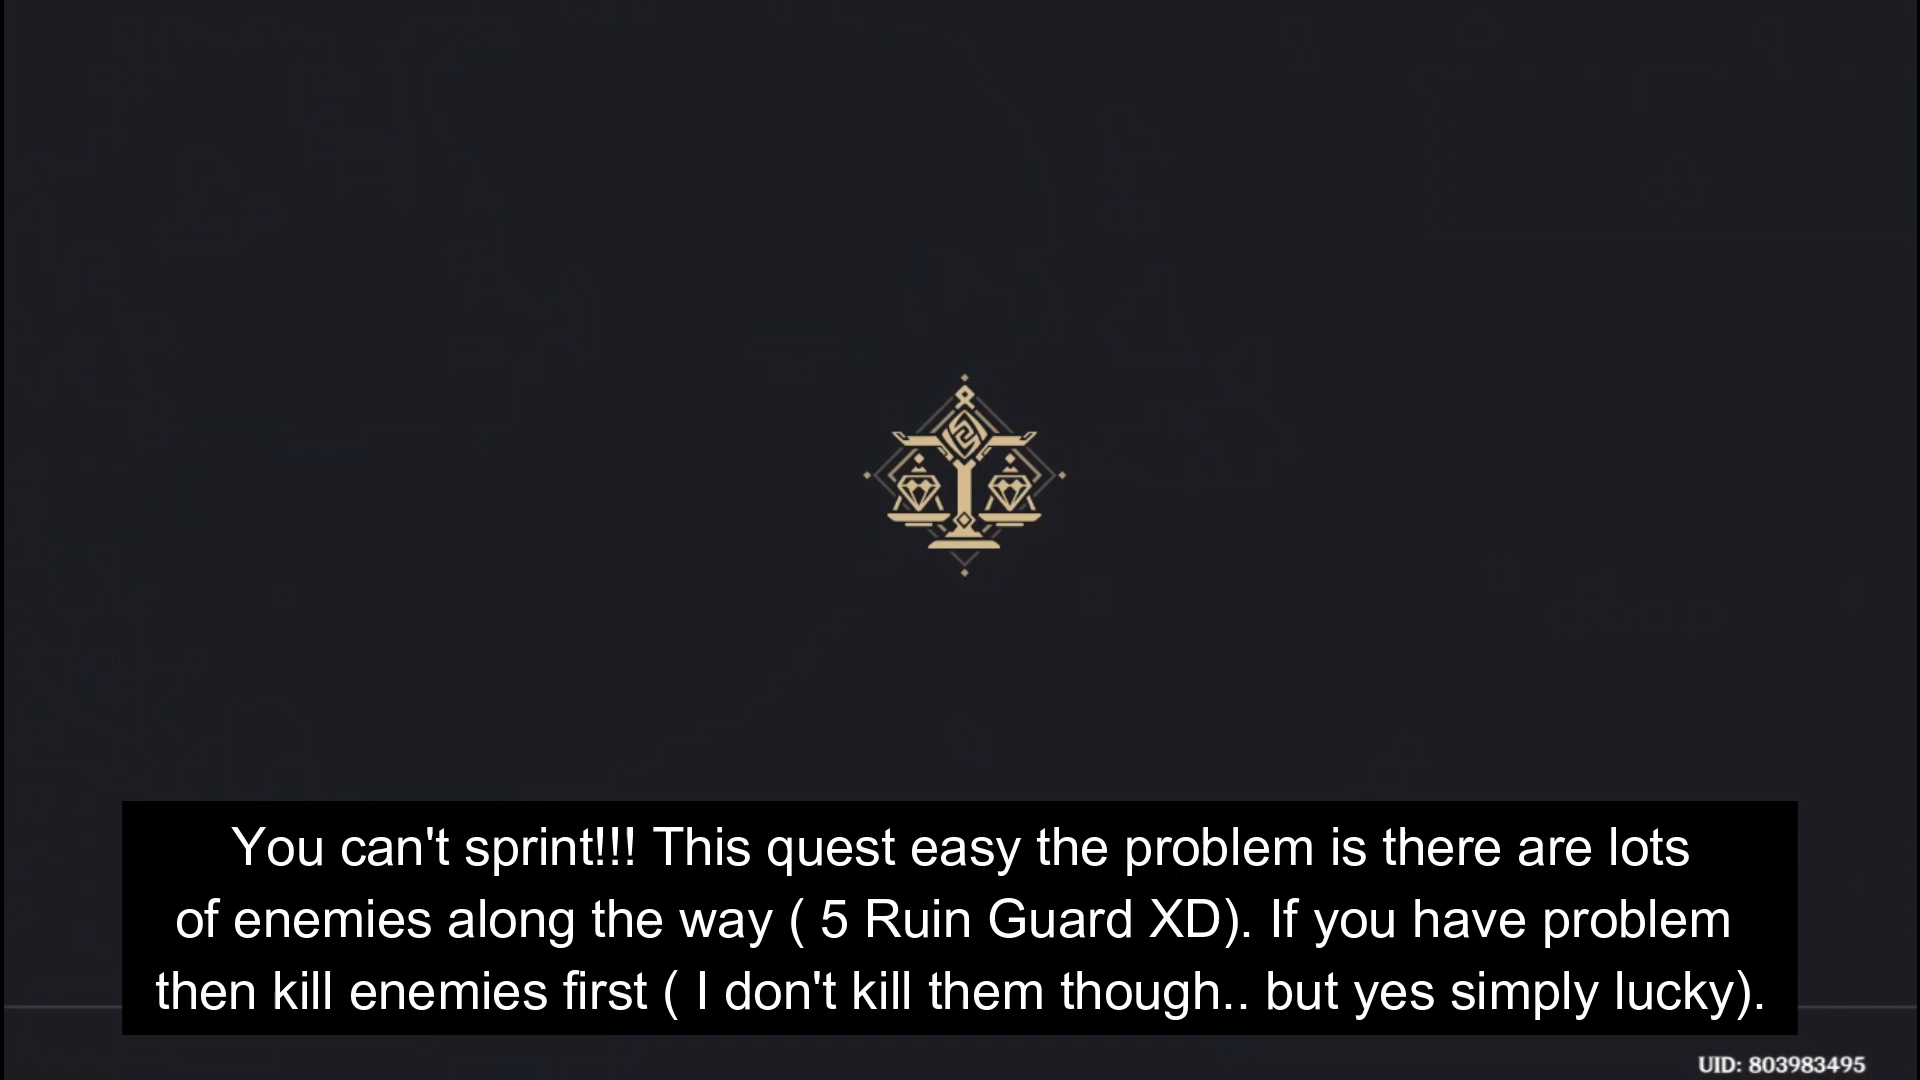 You can't sprint!!! This quest easy the problem is there are lots
of enemies along the way ( 5 Ruin Guard XD). If you have problem
then kill enemies first ( I don't kill them though.. but yes simply lucky).
UID: 803983495